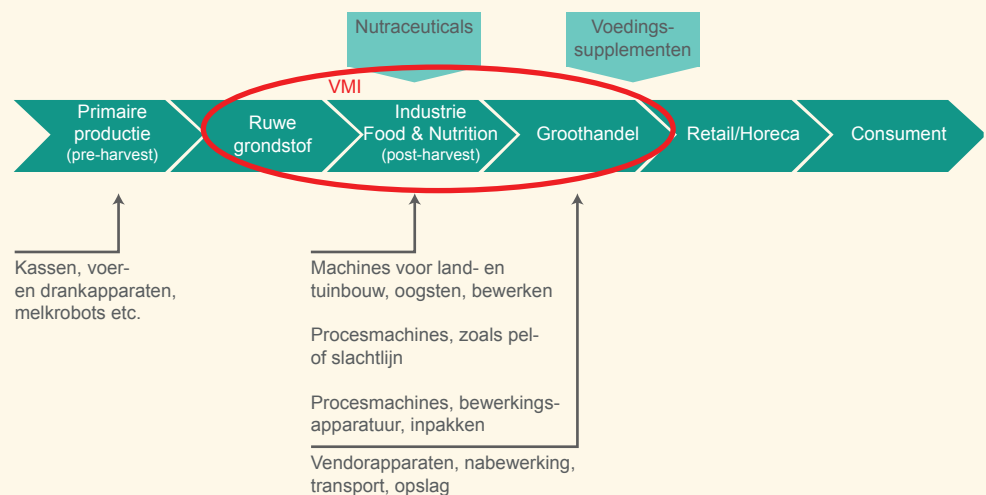 Nutraceuticals
Voedings-
supplementen
VMI
Primaire
productie
(pre-harvest)
Ruwe
grondstof
Industrie
Food & Nutrition
(post-harvest)
Groothandel
Retail/Horeca
Consument
Kassen, voer-
en drankapparaten,
melkrobots etc.
Machines voor land- en
tuinbouw, oogsten, bewerken
Procesmachines, zoals pel-
of slachtlijn
Procesmachines, bewerkings-
apparatuur, inpakken
Vendorapparaten, nabewerking,
transport, opslag